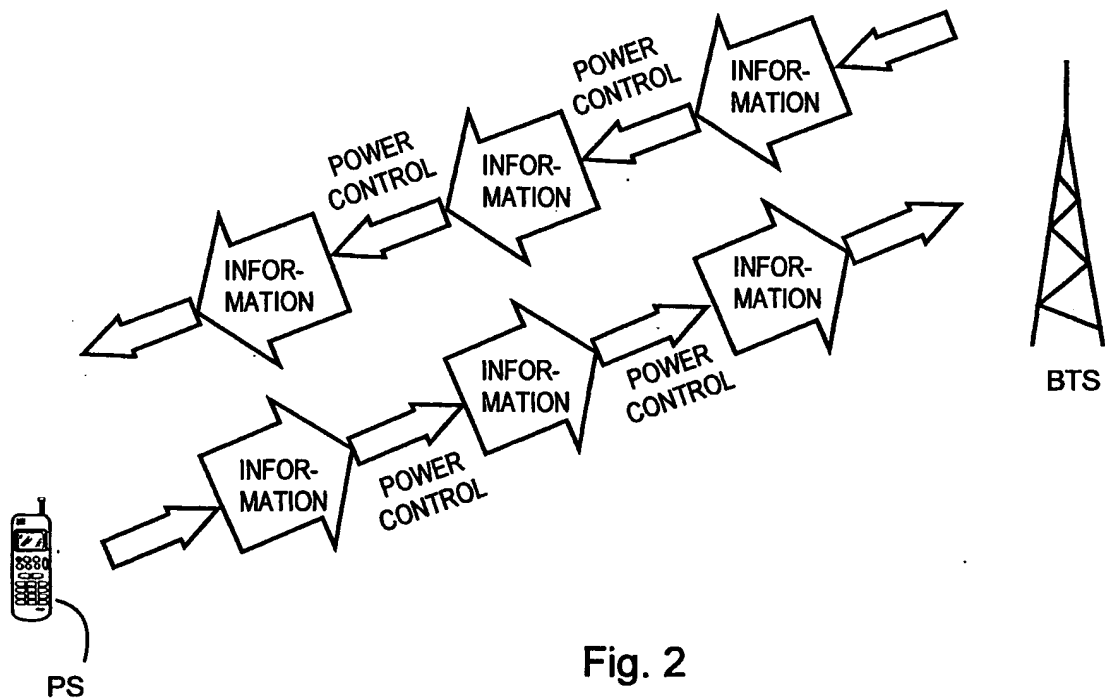 INFOR-
MATION
POWER
CONTROL
INFOR-
MATION
POWER
CONTROL
INFOR-
MATION
INFOR-
MATION
POWER
CONTROL
INFOR-
MATION
POWER
CONTROL
INFOR-
MATION
BTS
PS
Fig. 2